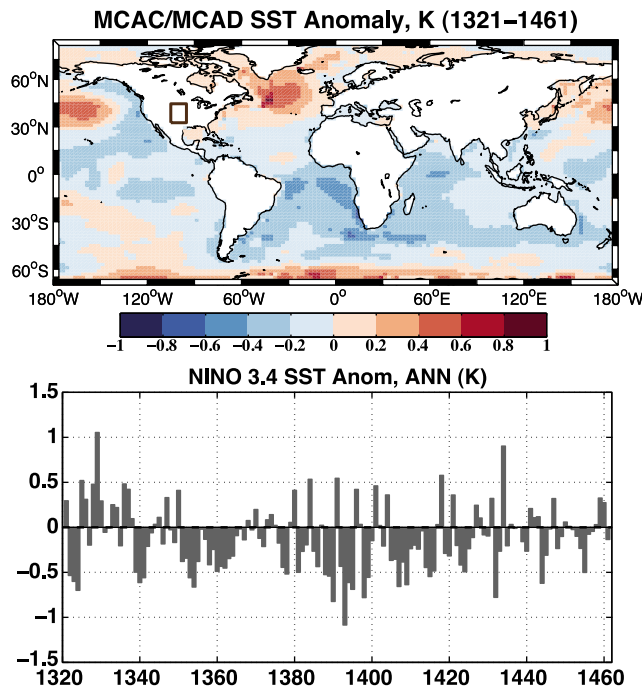 MCAC/MCAD SST Anomaly, K (1321–1461)
60°N
30°N
0°
30°S
60°S
180°W 120°W 60°W 0° 60°E 120°E 180°W
−1 −0.8 −0.6 −0.4 −0.2 0 0.2 0.4 0.6 0.8 1
NINO 3.4 SST Anom, ANN (K)
1.5
1
0.5
0
−0.5
−1
−1.5
1320 1340 1360 1380 1400 1420 1440 1460